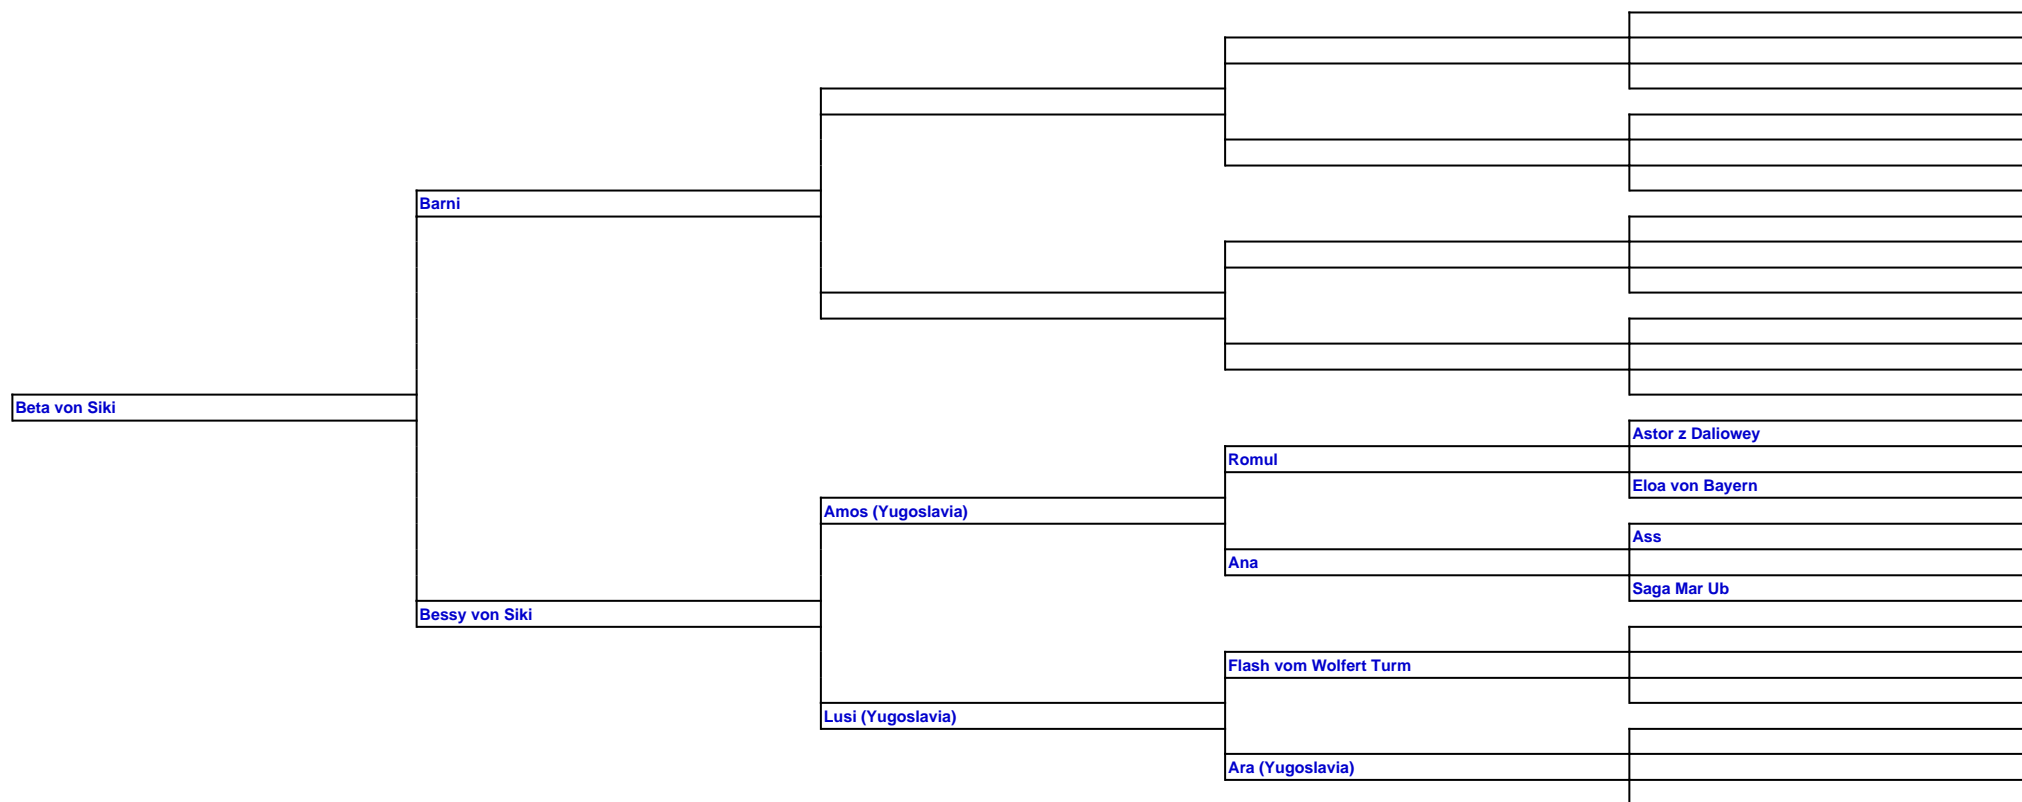 Barni
Beta von Siki
Astor z Daliowey
Romul
Eloa von Bayern
Amos (Yugoslavia)
Ass
Ana
Saga Mar Ub
Bessy von Siki
Flash vom Wolfert Turm
Lusi (Yugoslavia)
Ara (Yugoslavia)